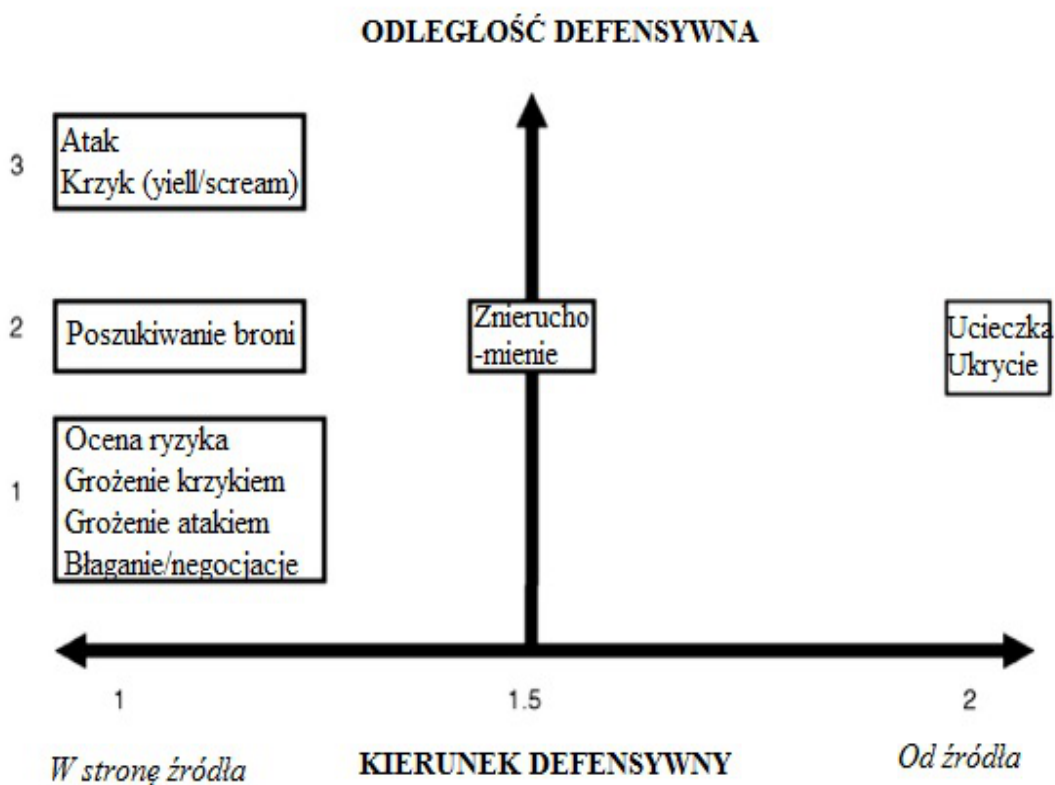 ODLEGŁOŚĆ DEFENSYWNA
3
Atak
Krzyk (yiell/scream)
2
Poszukiwanie broni
Znierucho
-mienie
Ucieczka
Ukrycie
1
Ocena ryzyka
Grożenie krzykiem
Grożenie atakiem
Błaganie/negocjacje
1
1.5
2
W stronę źródła
KIERUNEK DEFENSYWNY
Od źródła